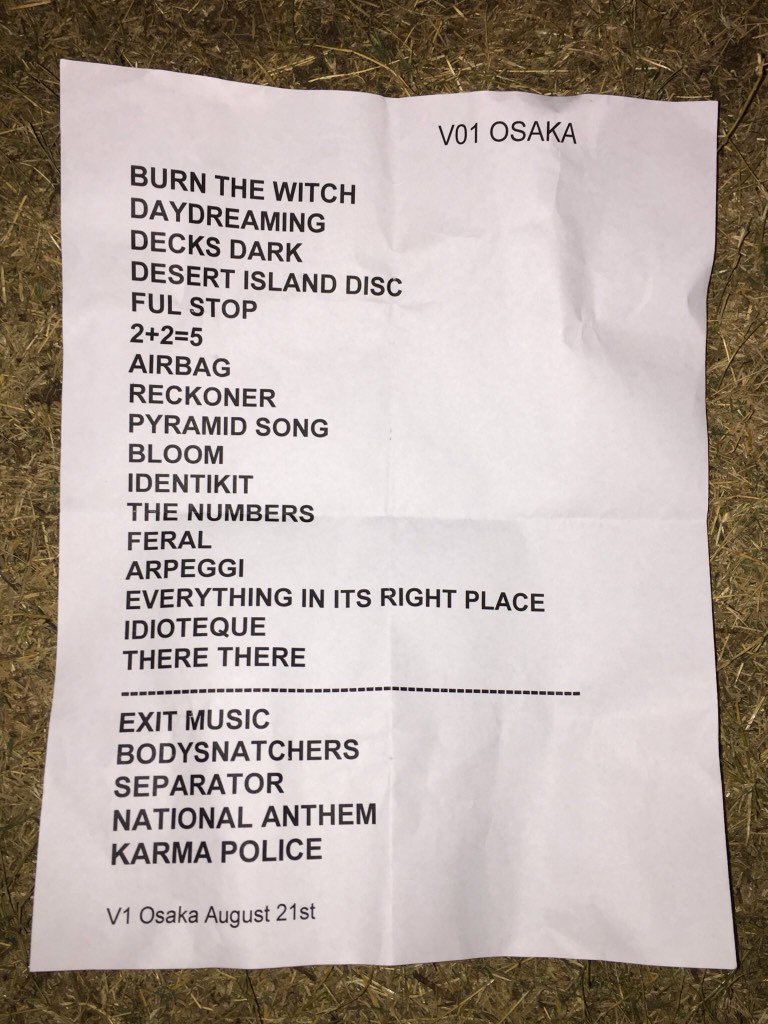 V01 OSAKA
BURN THE WITCH
DAYDREAMING
DECKS DARK
DESERT ISLAND DISC
FUL STOP
2+2=5
AIRBAG
RECKONER
PYRAMID SONG
BLOOM
IDENTIKIT
THE NUMBERS
FERAL
ARPEGGI
EVERYTHING IN ITS RIGHT PLACE
IDIOTEQUE
THERE THERE
------------------------------------------------------------
EXIT MUSIC
BODYSNATCHERS
SEPARATOR
NATIONAL ANTHEM
KARMA POLICE
V1 Osaka August 21st